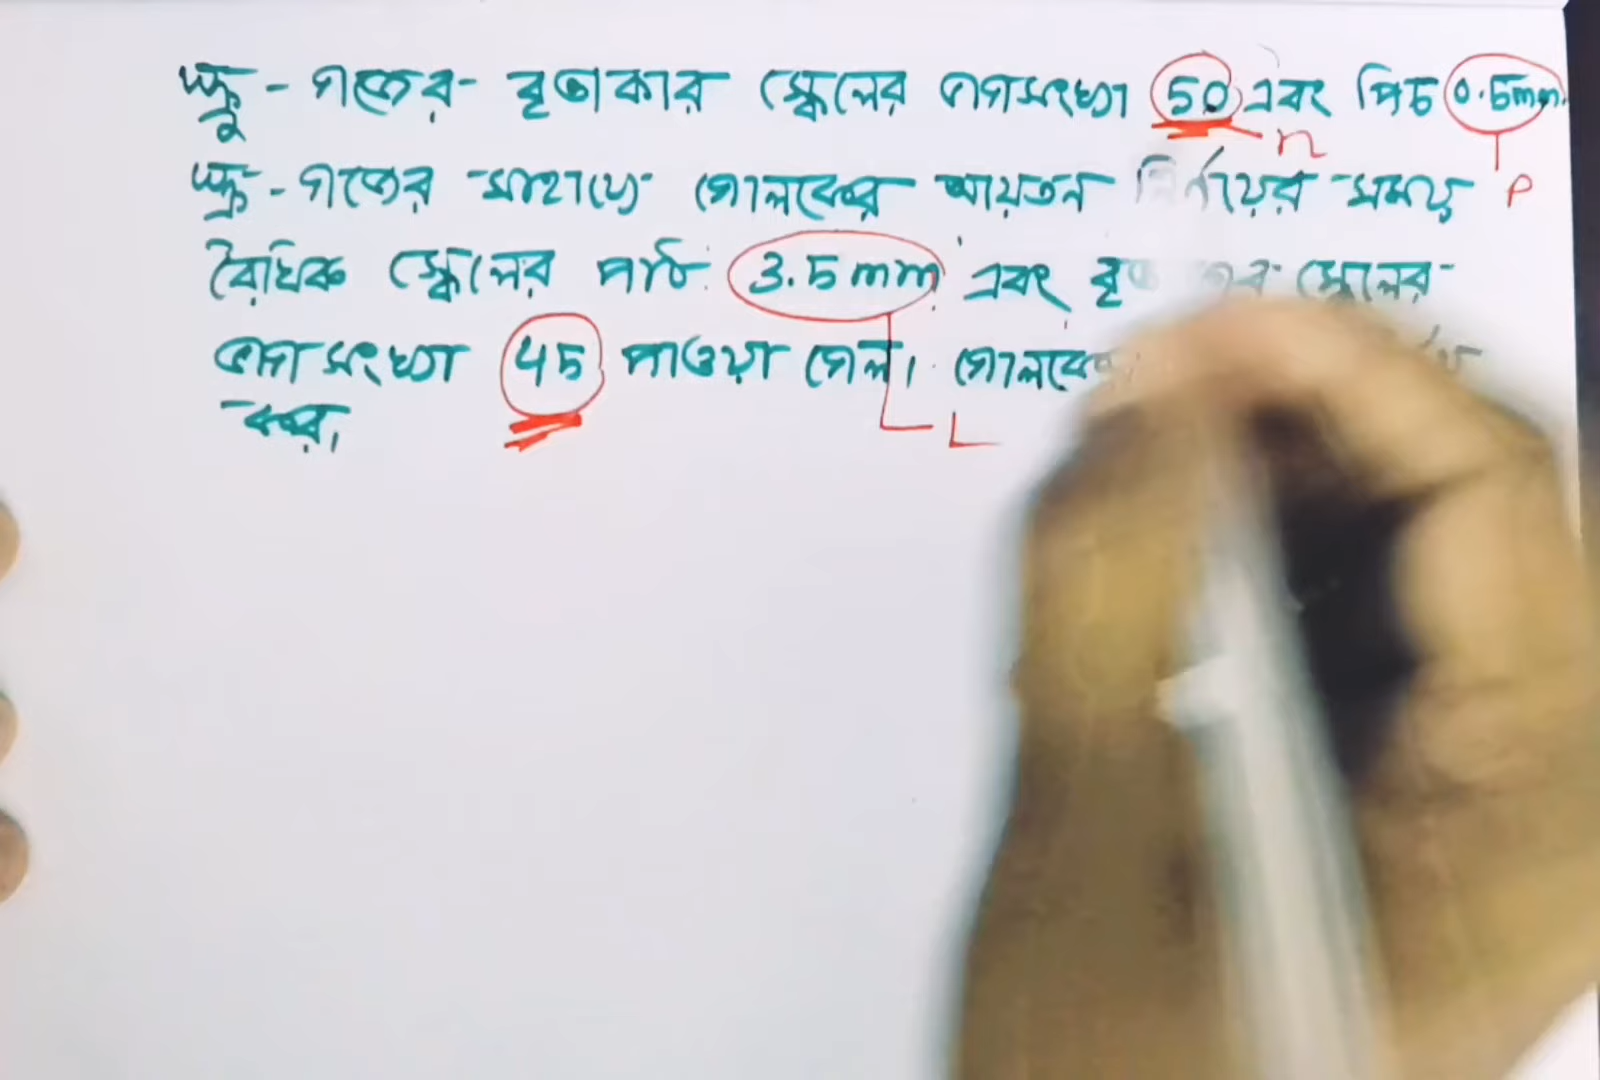 স্ক্রু-গজের বৃত্তাকার স্কেলের ভাগসংখ্যা 50 এবং পিচ 0.5mm.
n
স্ক্রু-গজের সাহায্যে গোলকের আয়তন নির্ণয়ের সময় P
রৈখিক স্কেলের পাঠ 3.5mm এবং স্কেলের
ভাগসংখ্যা 45 পাওয়া গেল। গোলকের
কর। L